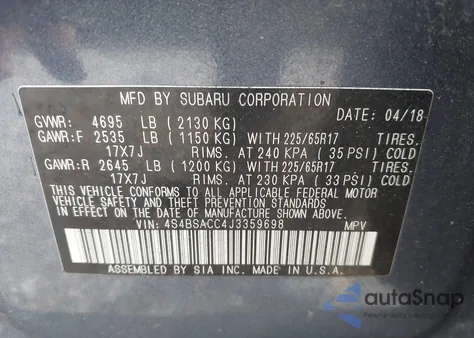 MFD BY SUBARU CORPORATION
GVWR: 4695 LB (2130 KG) DATE: 04/18
GAWR:F 2535 LB (1150 KG) WITH 225/65R17 TIRES.
17X7J RIMS. AT 240 KPA (35 PSI) COLD
GAWR:R 2645 LB (1200 KG) WITH 225/65R17 TIRES.
17X7J RIMS. AT 230 KPA (33 PSI) COLD
THIS VEHICLE CONFORMS TO ALL APPLICABLE FEDERAL MOTOR
VEHICLE SAFETY AND THEFT PREVENTION STANDARDS IN
EFFECT ON THE DATE OF MANUFACTURE SHOWN ABOVE.
VIN: 4S4BSACC4J3359698 MPV
ASSEMBLED BY SIA INC. MADE IN U.S.A.
autoSnap